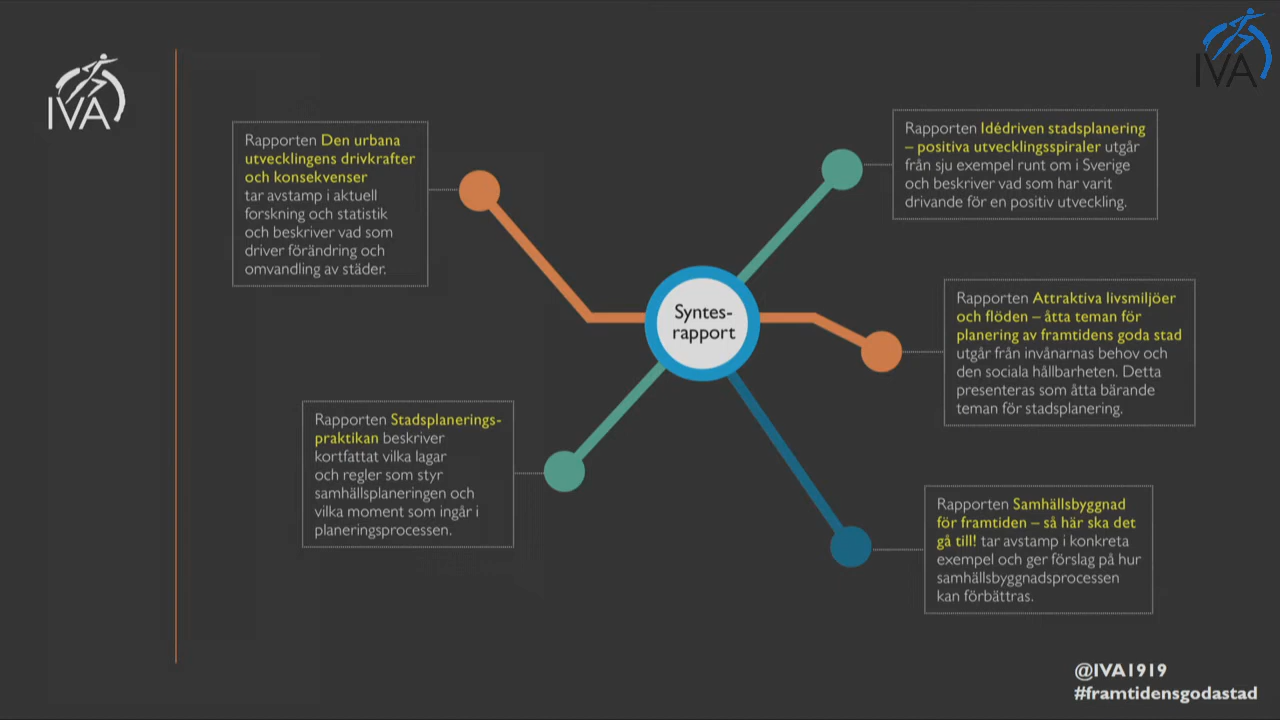 IVA
IVA
Rapporten Den urbana
utvecklingens drivkrafter
och konsekvenser
tar avstamp i aktuell
forskning och statistik
och beskriver vad som
driver förändring och
omvandling av städer.
Rapporten Idédriven stadsplanering
– positiva utvecklingsspiraler utgår
från sju exempel runt om i Sverige
och beskriver vad som har varit
drivande för en positiv utveckling.
Syntes-
rapport
Rapporten Attraktiva livsmiljöer
och flöden – åtta teman för
planering av framtidens goda stad
utgår från invånarnas behov och
den sociala hållbarheten. Detta
presenteras som åtta bärande
teman för stadsplanering.
Rapporten Stadsplanerings-
praktikan beskriver
kortfattat vilka lagar
och regler som styr
samhällsplaneringen och
vilka moment som ingår i
planeringsprocessen.
Rapporten Samhällsbyggnad
för framtiden – så här ska det
gå till! tar avstamp i konkreta
exempel och ger förslag på hur
samhällsbyggnadsprocessen
kan förbättras.
@IVA1919
#framtidensgodastad